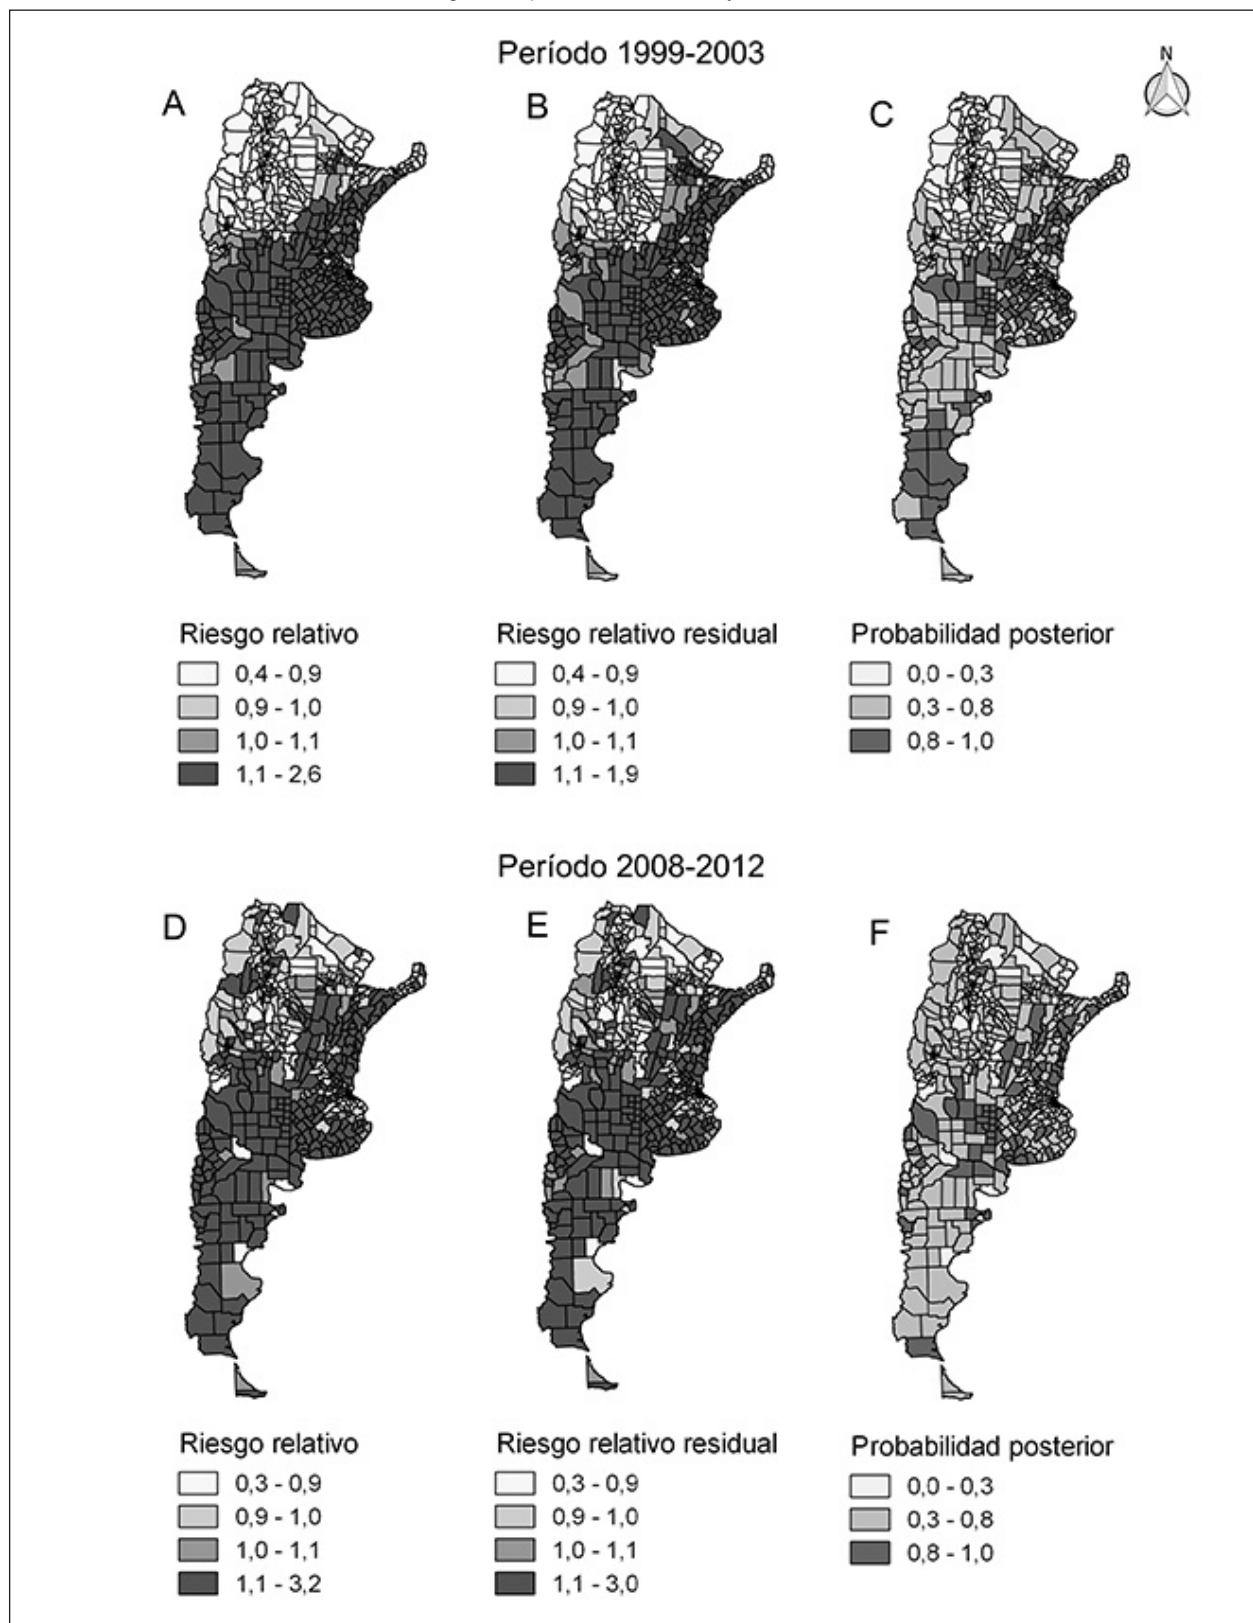 Período 1999-2003
N
A
B
C
Riesgo relativo
0,4 - 0,9
0,9 - 1,0
1,0 - 1,1
1,1 - 2,6
Riesgo relativo residual
0,4 - 0,9
0,9 - 1,0
1,0 - 1,1
1,1 - 1,9
Probabilidad posterior
0,0 - 0,3
0,3 - 0,8
0,8 - 1,0
Período 2008-2012
D
E
F
Riesgo relativo
0,3 - 0,9
0,9 - 1,0
1,0 - 1,1
1,1 - 3,2
Riesgo relativo residual
0,3 - 0,9
0,9 - 1,0
1,0 - 1,1
1,1 - 3,0
Probabilidad posterior
0,0 - 0,3
0,3 - 0,8
0,8 - 1,0